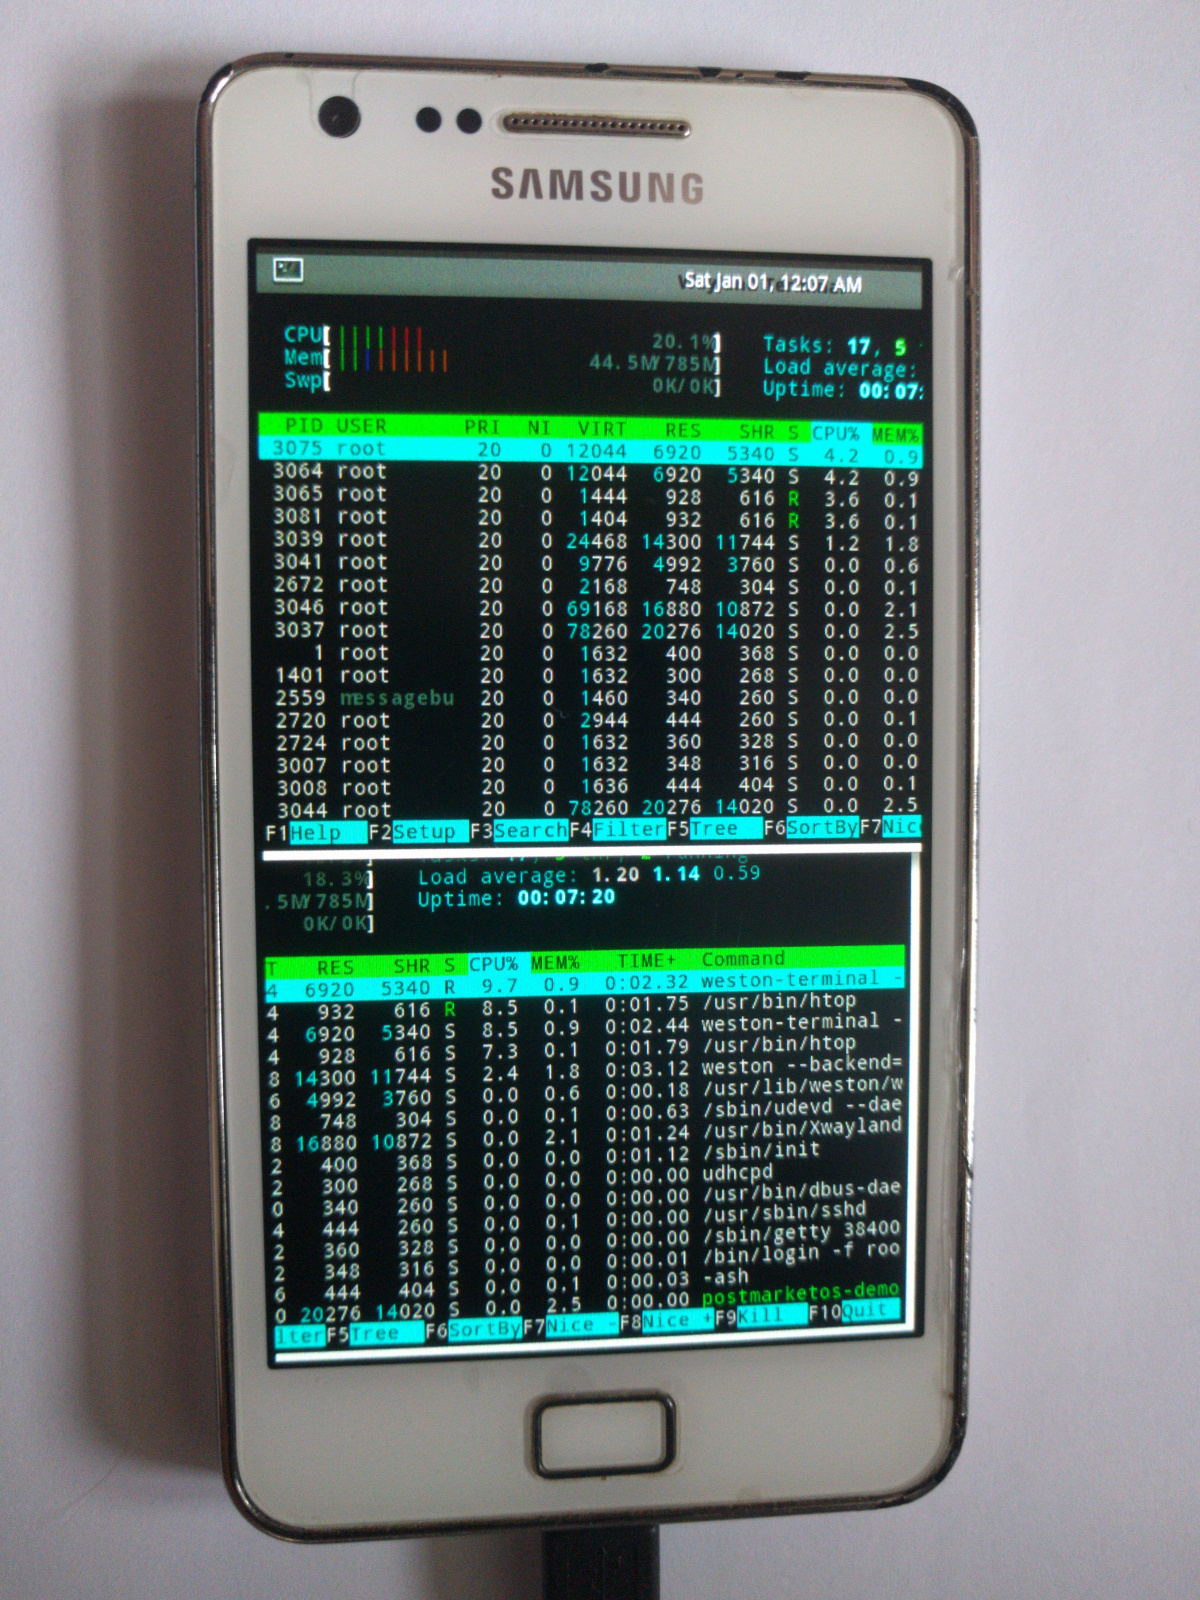 SAMSUNG
Sat Jan 01, 12:07 AM
CPU[||||||| 20.1%] Tasks: 17, 5
Mem[||||||||| 44.5M/785M] Load average:
Swp[ 0K/0K] Uptime: 00:07:
PID USER PRI NI VIRT RES SHR S CPU% MEM%
3075 root 20 0 12044 6920 5340 S 4.2 0.9
3064 root 20 0 12044 6920 5340 S 4.2 0.9
3065 root 20 0 1444 928 616 R 3.6 0.1
3081 root 20 0 1404 932 616 R 3.6 0.1
3039 root 20 0 24468 14300 11744 S 1.2 1.8
3041 root 20 0 9776 4992 3760 S 0.0 0.6
2672 root 20 0 2168 748 304 S 0.0 0.1
3046 root 20 0 69168 16880 10872 S 0.0 2.1
3037 root 20 0 78260 20276 14020 S 0.0 2.5
1 root 20 0 1632 400 368 S 0.0 0.0
1401 root 20 0 1632 300 268 S 0.0 0.0
2559 messagebu 20 0 1460 340 260 S 0.0 0.0
2720 root 20 0 2944 444 260 S 0.0 0.1
2724 root 20 0 1632 360 328 S 0.0 0.0
3007 root 20 0 1632 348 316 S 0.0 0.0
3008 root 20 0 1636 444 404 S 0.0 0.1
3044 root 20 0 78260 20276 14020 S 0.0 2.5
F1Help F2Setup F3SearchF4FilterF5Tree F6SortByF7Nic
18.3%] Load average: 1.20 1.14 0.59
.5M/785M] Uptime: 00:07:20
0K/0K]
T RES SHR S CPU% MEM% TIME+ Command
4 6920 5340 R 9.7 0.9 0:02.32 weston-terminal -
4 932 616 R 8.5 0.1 0:01.75 /usr/bin/htop
4 6920 5340 S 8.5 0.9 0:02.44 weston-terminal -
4 928 616 S 7.3 0.1 0:01.79 /usr/bin/htop
8 14300 11744 S 2.4 1.8 0:03.12 weston --backend=
6 4992 3760 S 0.0 0.6 0:00.18 /usr/lib/weston/w
8 748 304 S 0.0 0.1 0:00.63 /sbin/udevd --dae
8 16880 10872 S 0.0 2.1 0:01.24 /usr/bin/Xwayland
2 400 368 S 0.0 0.0 0:01.12 /sbin/init
2 300 268 S 0.0 0.0 0:00.00 udhcpd
0 340 260 S 0.0 0.0 0:00.00 /usr/bin/dbus-dae
4 444 260 S 0.0 0.1 0:00.00 /usr/sbin/sshd
2 360 328 S 0.0 0.0 0:00.00 /sbin/getty 38400
2 348 316 S 0.0 0.0 0:00.01 /bin/login -f roo
6 444 404 S 0.0 0.1 0:00.03 -ash
0 20276 14020 S 0.0 2.5 0:00.00 postmarketos-demo
lterF5Tree F6SortByF7Nice -F8Nice +F9Kill F10Quit